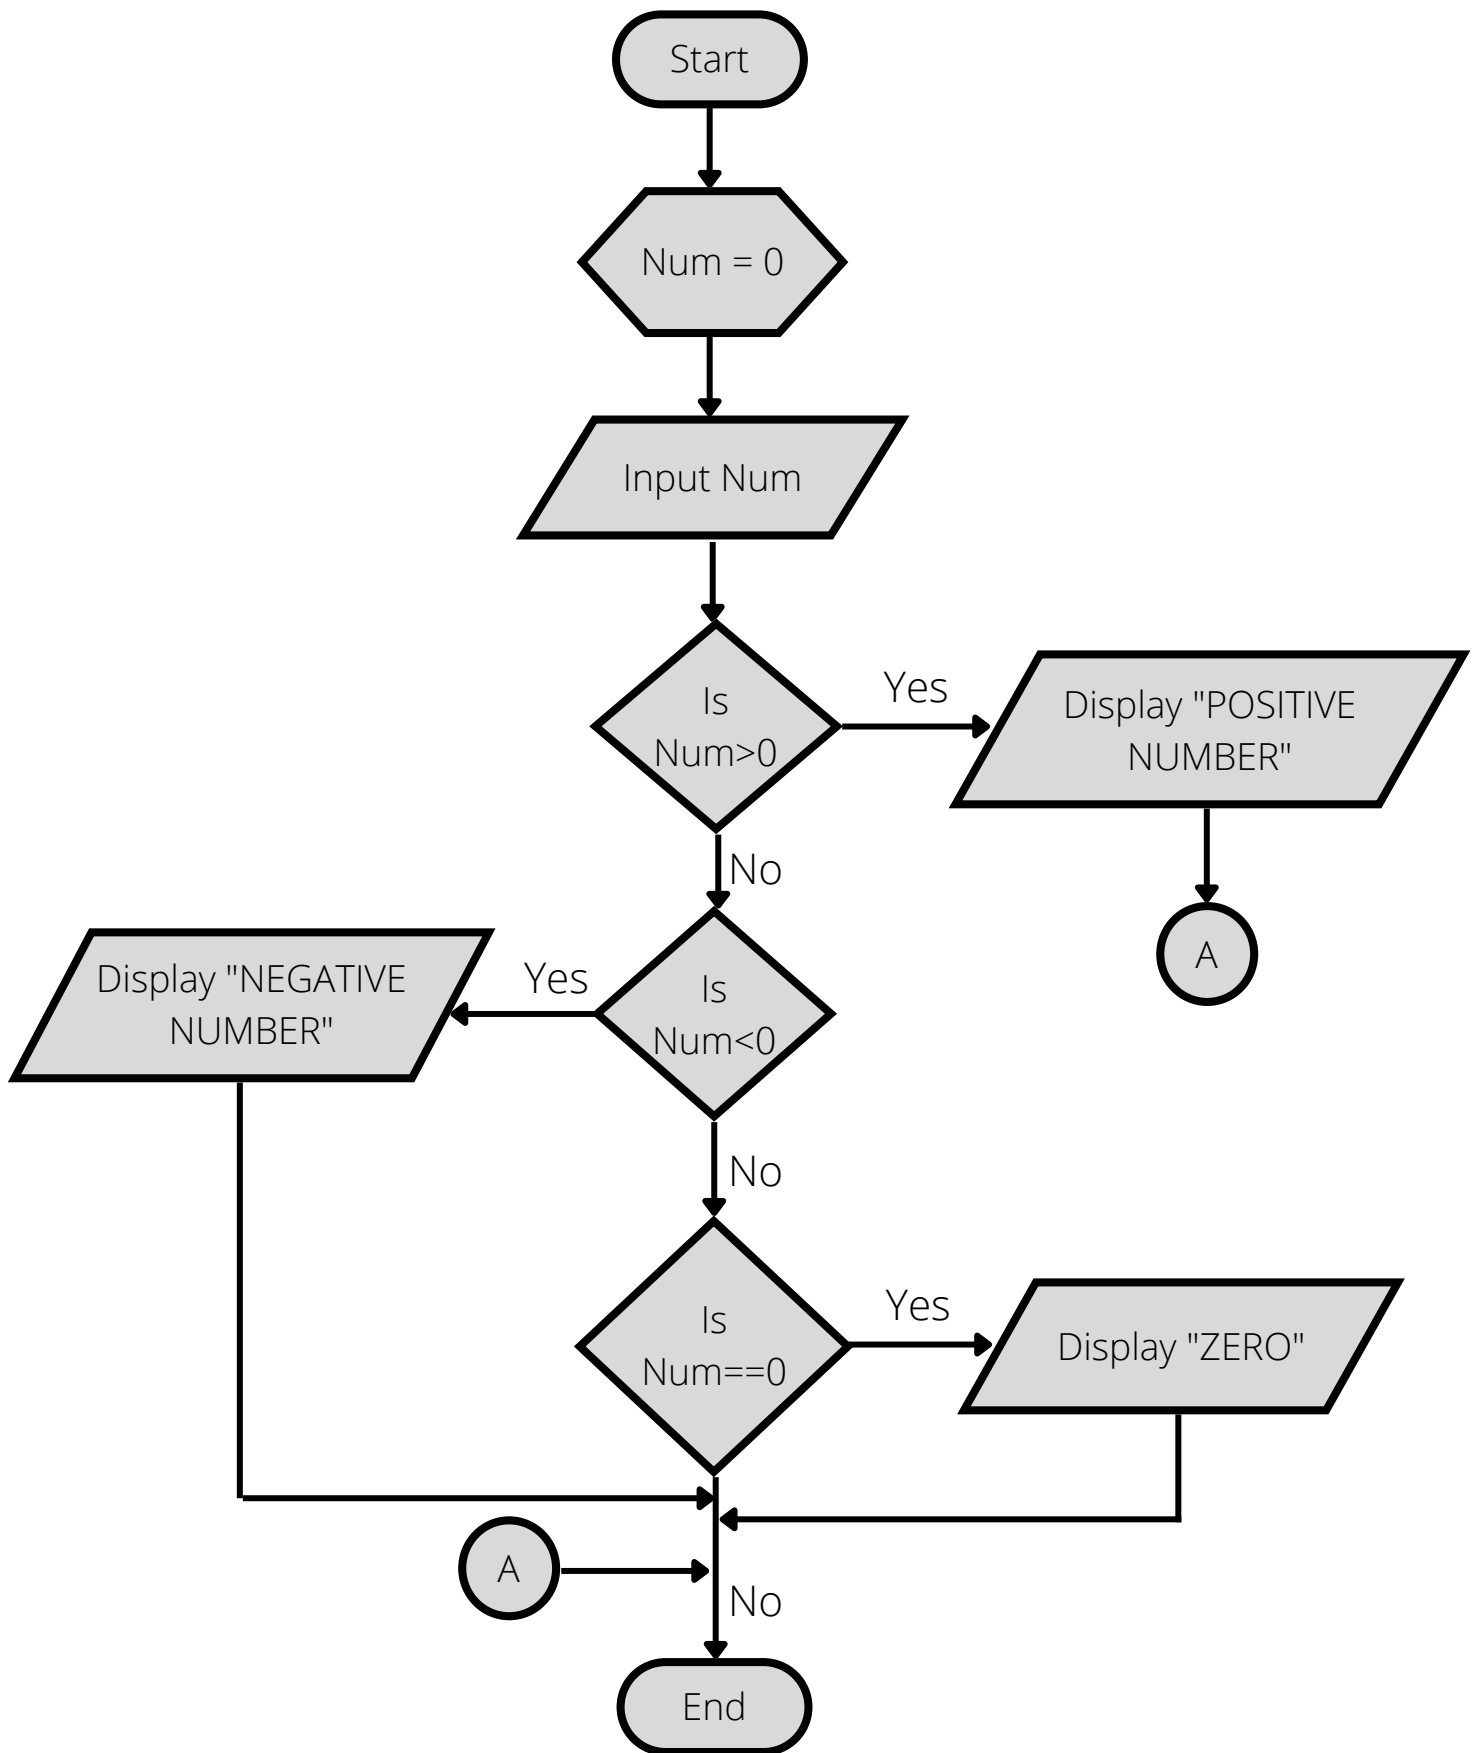 Start
Num = 0
Input Num
Is
Num>0
Yes
Display "POSITIVE
NUMBER"
No
A
Display "NEGATIVE
NUMBER"
Yes
Is
Num<0
No
Is
Num==0
Yes
Display "ZERO"
A
No
End